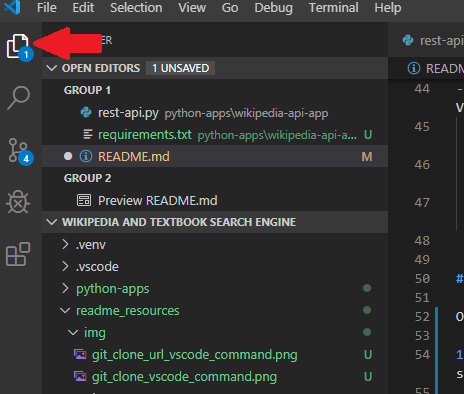 File Edit Selection View Go Debug Terminal Help
1
ER
rest-api
OPEN EDITORS 1 UNSAVED
README
GROUP 1
44 -
V
45
rest-api.py python-apps\wikipedia-api-app
46
requirements.txt python-apps\wikipedia-api-a... U
4
README.md M
GROUP 2
47
Preview README.md
WIKIPEDIA AND TEXTBOOK SEARCH ENGINE
48
.venv
49
.vscode
50 #
python-apps
51
readme_resources
52 O
img
53
git_clone_url_vscode_command.png U
54 1
git_clone_vscode_command.png U
s
55